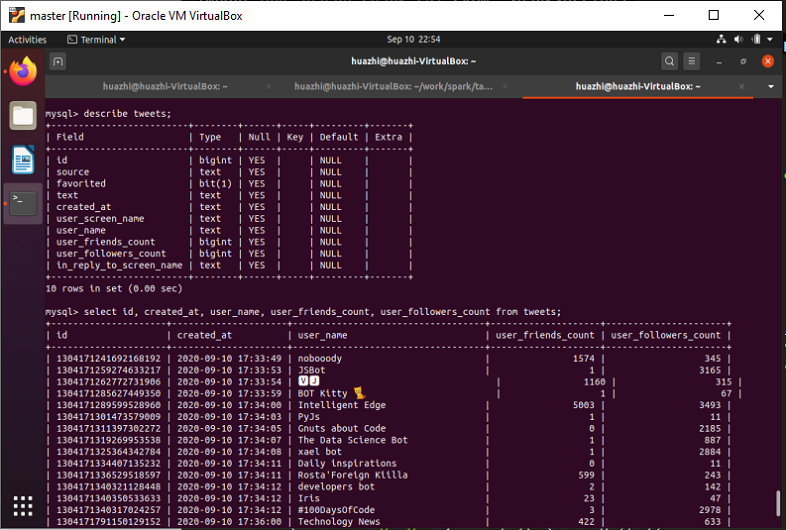 master [Running] - Oracle VM VirtualBox
Activities Terminal Sep 10 22:54
huazhi@huazhi-VirtualBox: ~
huazhi@huazhi-VirtualBox: ~ huazhi@huazhi-VirtualBox: ~/work/spark/ta... huazhi@huazhi-VirtualBox: ~
mysql> describe tweets;
+------------------------+---------+------+-----+---------+-------+
| Field | Type | Null | Key | Default | Extra |
+------------------------+---------+------+-----+---------+-------+
| id | bigint | YES | | NULL | |
| source | text | YES | | NULL | |
| favorited | bit(1) | YES | | NULL | |
| text | text | YES | | NULL | |
| created_at | text | YES | | NULL | |
| user_screen_name | text | YES | | NULL | |
| user_name | text | YES | | NULL | |
| user_friends_count | bigint | YES | | NULL | |
| user_followers_count | bigint | YES | | NULL | |
| in_reply_to_screen_name | text | YES | | NULL | |
+------------------------+---------+------+-----+---------+-------+
10 rows in set (0.00 sec)
mysql> select id, created_at, user_name, user_friends_count, user_followers_count from tweets;
+---------------------+---------------------+----------------------+--------------------+----------------------+
| id | created_at | user_name | user_friends_count | user_followers_count |
+---------------------+---------------------+----------------------+--------------------+----------------------+
| 1304171241692168192 | 2020-09-10 17:33:49 | nobooody | 1574 | 345 |
| 1304171259274633217 | 2020-09-10 17:33:53 | JSBot | 1 | 3165 |
| 1304171262772731906 | 2020-09-10 17:33:54 | 🆅🅹 | 1160 | 315 |
| 1304171285627449350 | 2020-09-10 17:33:59 | BOT Kitty 🐈 | 1 | 67 |
| 1304171289599528960 | 2020-09-10 17:34:00 | Intelligent Edge | 5003 | 3493 |
| 1304171301473579009 | 2020-09-10 17:34:03 | PyJs | 1 | 11 |
| 1304171311397302272 | 2020-09-10 17:34:05 | Gnuts about Code | 0 | 2185 |
| 1304171319269953538 | 2020-09-10 17:34:07 | The Data Science Bot | 1 | 887 |
| 1304171325364342784 | 2020-09-10 17:34:08 | xael bot | 1 | 2884 |
| 1304171334407135232 | 2020-09-10 17:34:11 | Daily inspirations | 0 | 11 |
| 1304171336529518597 | 2020-09-10 17:34:11 | Rosta'Foreign Kiilla | 599 | 243 |
| 1304171340321128448 | 2020-09-10 17:34:12 | developers bot | 2 | 142 |
| 1304171340350533633 | 2020-09-10 17:34:12 | Iris | 23 | 47 |
| 1304171340317024257 | 2020-09-10 17:34:12 | #100DaysOfCode | 3 | 2978 |
| 1304171791150129152 | 2020-09-10 17:36:00 | Technology News | 422 | 633 |